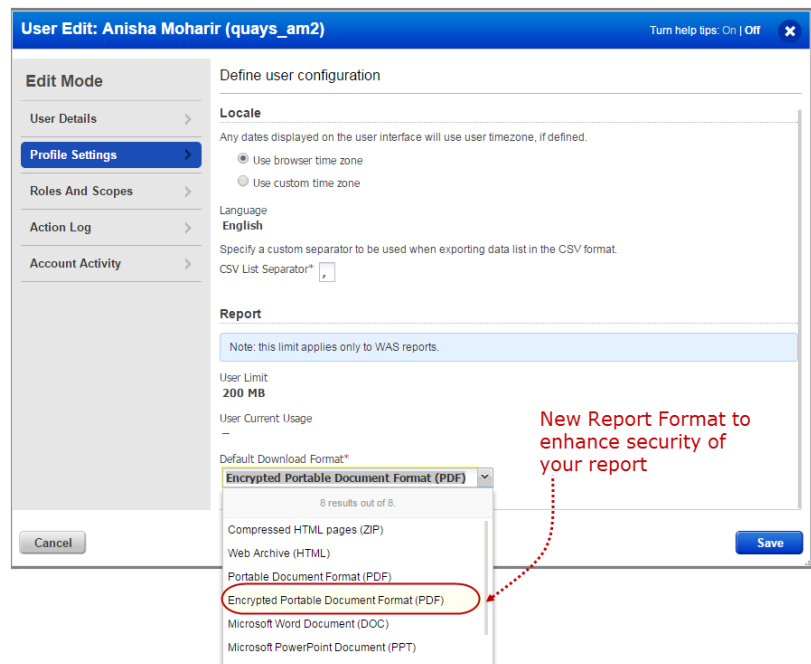 User Edit: Anisha Moharir (quays_am2)
Turn help tips: On | Off
Edit Mode
User Details
Profile Settings
Roles And Scopes
Action Log
Account Activity
Define user configuration
Locale
Any dates displayed on the user interface will use user timezone, if defined.
Use browser time zone
Use custom time zone
Language
English
Specify a custom separator to be used when exporting data list in the CSV format.
CSV List Separator* ,
Report
Note: this limit applies only to WAS reports.
User Limit
200 MB
User Current Usage
–
Default Download Format*
Encrypted Portable Document Format (PDF)
8 results out of 8.
Compressed HTML pages (ZIP)
Web Archive (HTML)
Portable Document Format (PDF)
Encrypted Portable Document Format (PDF)
Microsoft Word Document (DOC)
Microsoft PowerPoint Document (PPT)
New Report Format to
enhance security of
your report
Cancel
Save